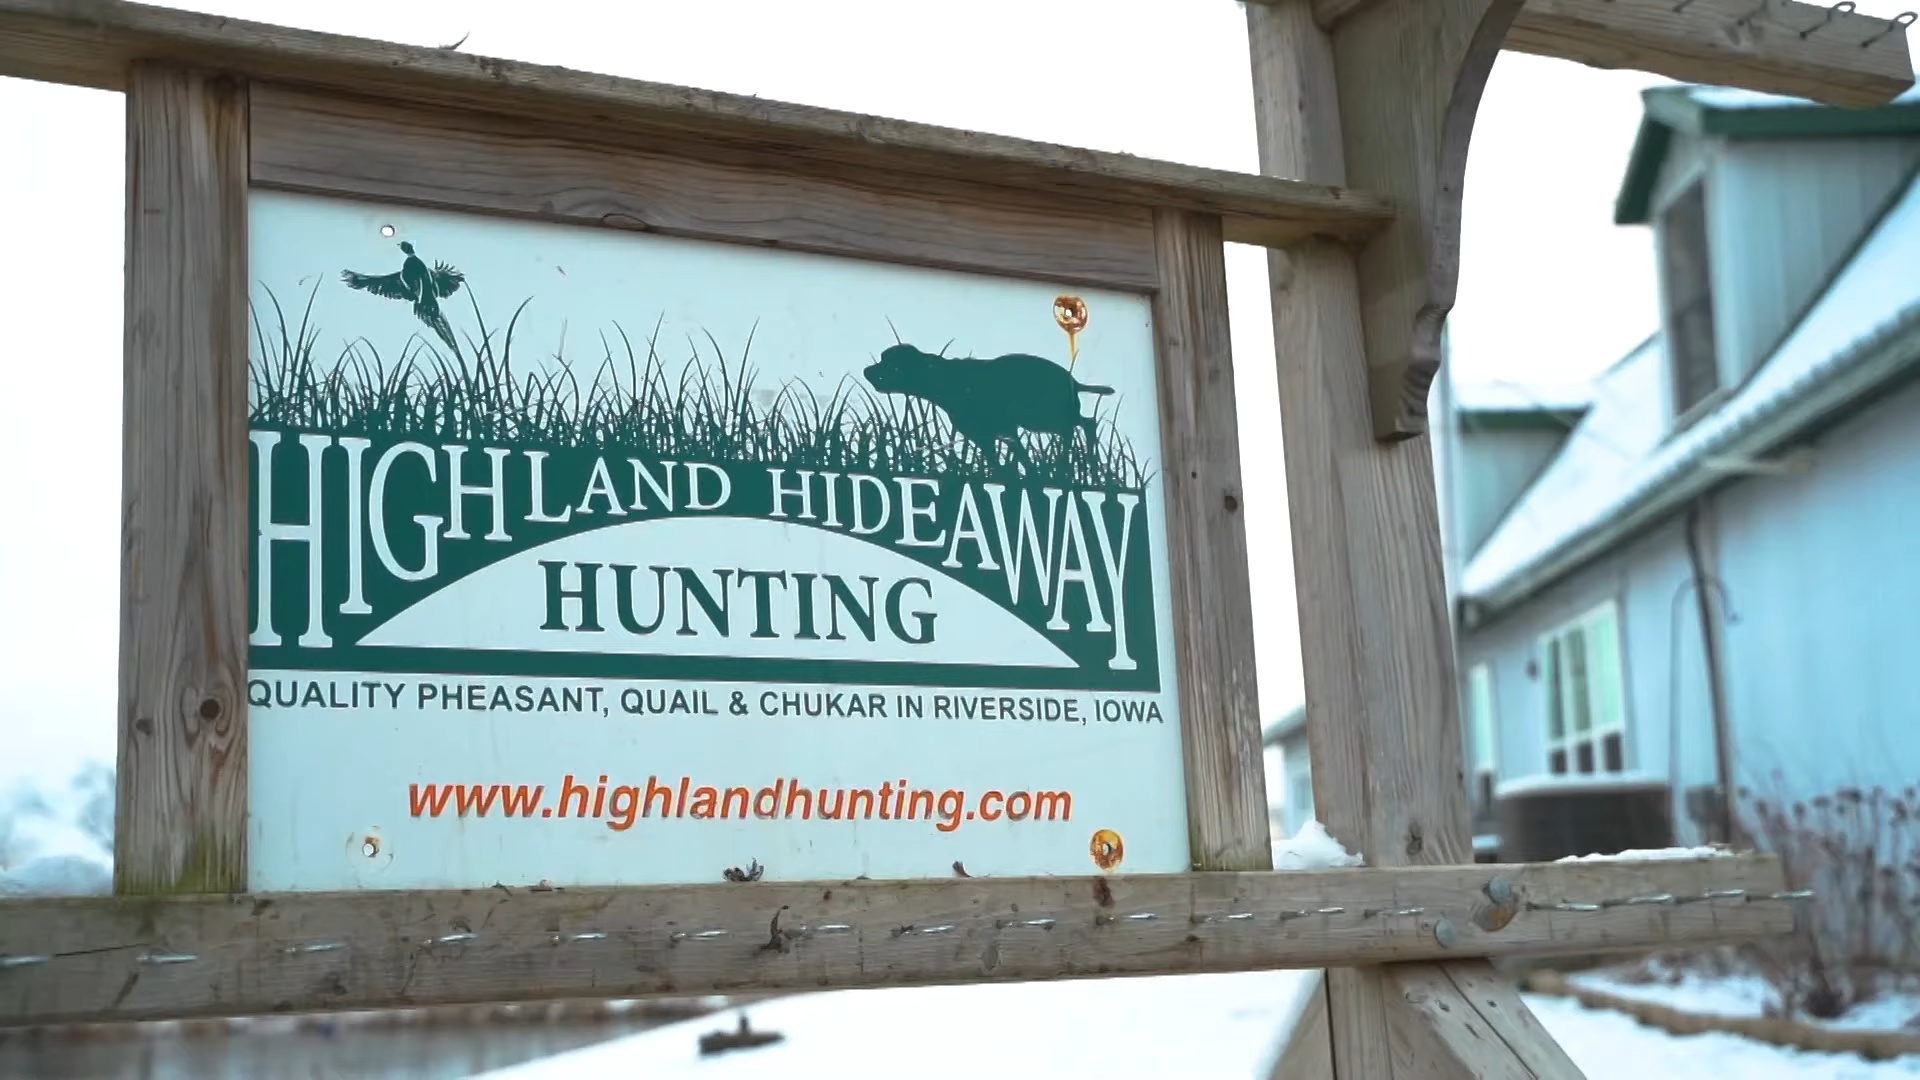 HIGHLAND HIDEAWAY
HUNTING
QUALITY PHEASANT, QUAIL & CHUKAR IN RIVERSIDE, IOWA
www.highlandhunting.com